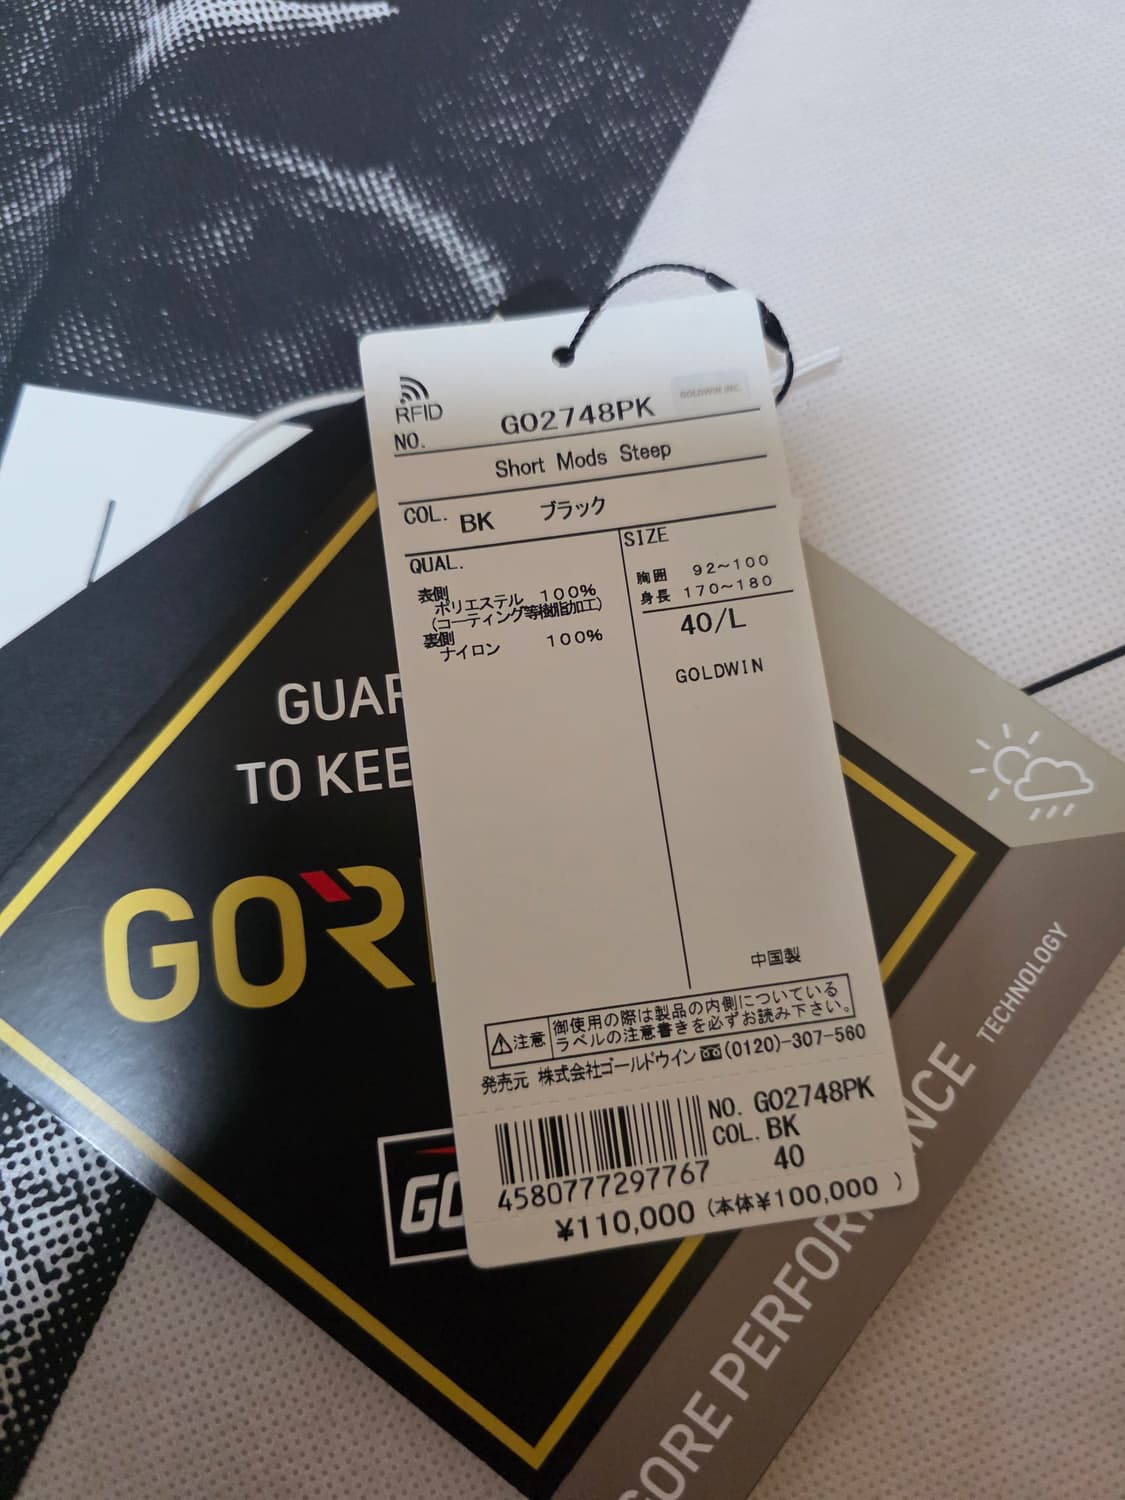 RFID
GOLDWIN INC.
NO. GO2748PK
Short Mods Steep
COL. BK ブラック
QUAL.
表側
ポリエステル 100%
(コーティング等樹脂加工)
裏側
ナイロン 100%
SIZE
胸囲 92~100
身長 170~180
40/L
GOLDWIN
中国製
注意 御使用の際は製品の内側についている
ラベルの注意書きを必ずお読み下さい。
発売元 株式会社ゴールドウイン (0120)-307-560
NO. GO2748PK
COL. BK
40
4580777297767
¥110,000 (本体¥100,000 )
TO KEE
GOR
GO
GORE PERFOR
NCE
TECHNOLOGY